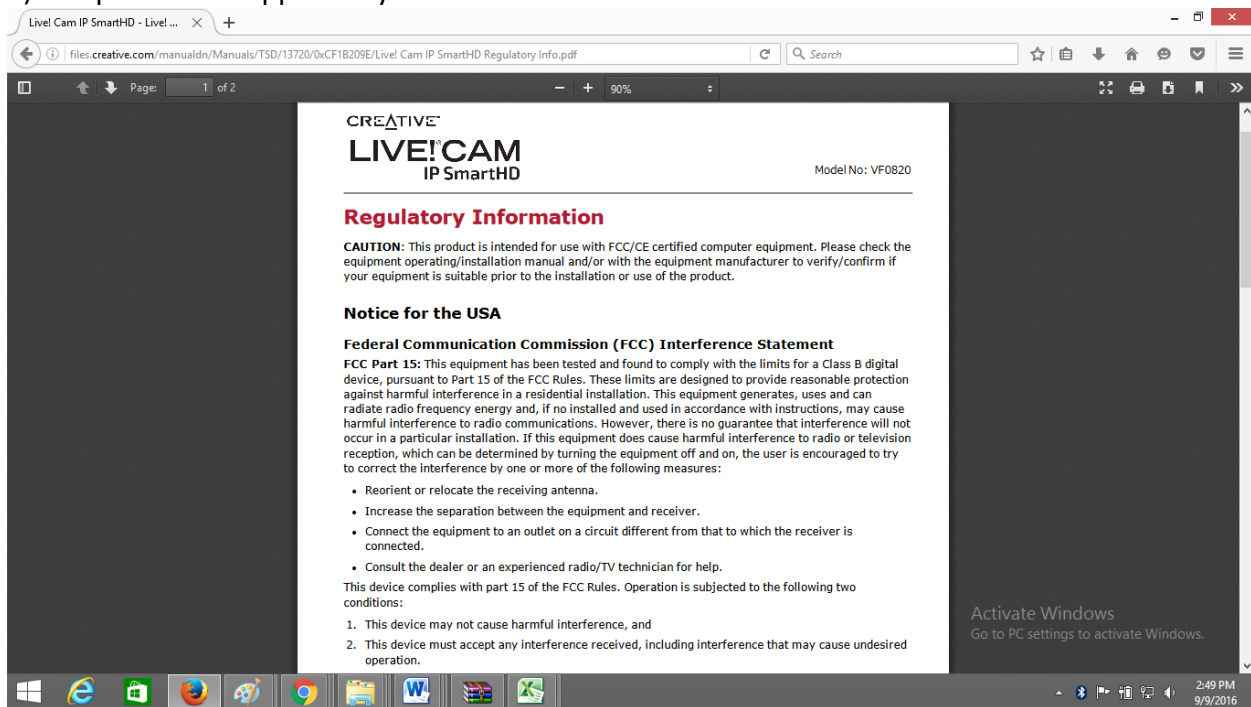 Live! Cam IP SmartHD - Live! ...
files.creative.com/manualdn/Manuals/TSD/13720/0xCF1B209E/Live! Cam IP SmartHD Regulatory Info.pdf
Search
Page: 1 of 2
90%
CREATIVE
LIVE! CAM
IP SmartHD
Model No: VF0820
Regulatory Information
CAUTION: This product is intended for use with FCC/CE certified computer equipment. Please check the
equipment operating/installation manual and/or with the equipment manufacturer to verify/confirm if
your equipment is suitable prior to the installation or use of the product.
Notice for the USA
Federal Communication Commission (FCC) Interference Statement
FCC Part 15: This equipment has been tested and found to comply with the limits for a Class B digital
device, pursuant to Part 15 of the FCC Rules. These limits are designed to provide reasonable protection
against harmful interference in a residential installation. This equipment generates, uses and can
radiate radio frequency energy and, if no installed and used in accordance with instructions, may cause
harmful interference to radio communications. However, there is no guarantee that interference will not
occur in a particular installation. If this equipment does cause harmful interference to radio or television
reception, which can be determined by turning the equipment off and on, the user is encouraged to try
to correct the interference by one or more of the following measures:
• Reorient or relocate the receiving antenna.
• Increase the separation between the equipment and receiver.
• Connect the equipment to an outlet on a circuit different from that to which the receiver is
connected.
• Consult the dealer or an experienced radio/TV technician for help.
This device complies with part 15 of the FCC Rules. Operation is subjected to the following two
conditions:
1. This device may not cause harmful interference, and
2. This device must accept any interference received, including interference that may cause undesired
operation.
Activate Windows
Go to PC settings to activate Windows.
2:49 PM
9/9/2016